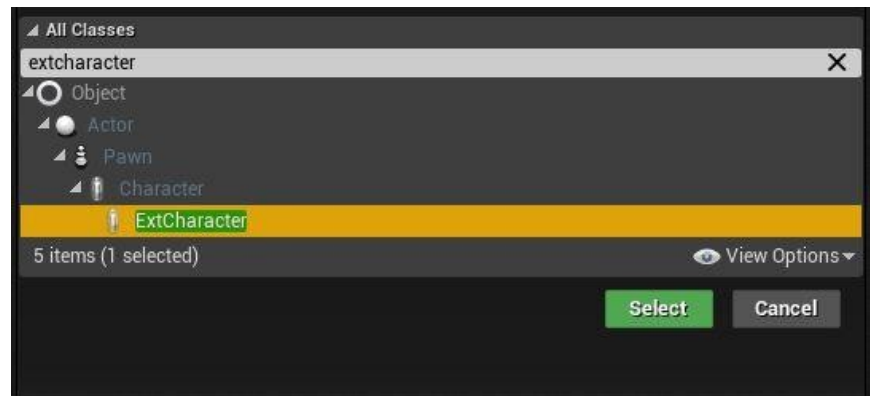 All Classes
extcharacter
Object
Actor
Pawn
Character
ExtCharacter
5 items (1 selected) View Options
Select Cancel